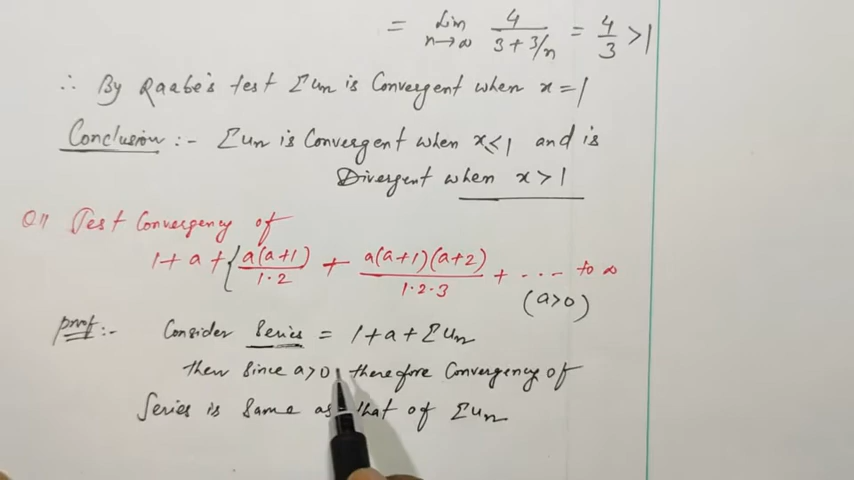 = Lim n→∞ 4/(3 + 3/n) = 4/3 > 1
∴ By Raabe's test Σun is Convergent when x = 1
Conclusion :- Σun is Convergent when x ≤ 1 and is
Divergent when x > 1
Q11 Test Convergency of
1 + a + { a(a+1)/1·2 + a(a+1)(a+2)/1·2·3 + .... to ∞
(a>0)
proof :- Consider Series = 1 + a + Σun
then since a>0 therefore Convergency of
Series is Same as that of Σun